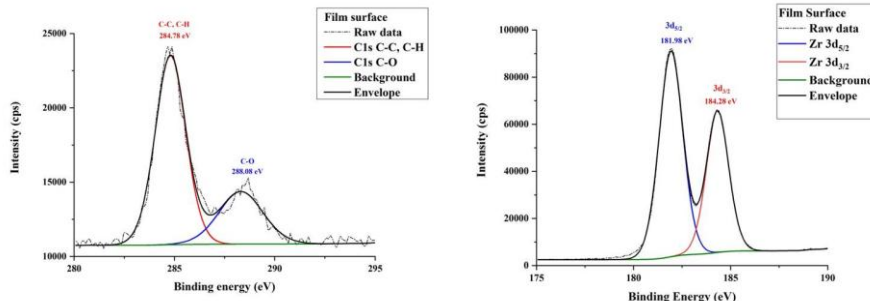 C-C, C-H
284.78 eV
C-O
288.08 eV
Film surface
Raw data
C1s C-C, C-H
C1s C-O
Background
Envelope
Intensity (cps)
25000
20000
15000
10000
280
285
290
295
Binding energy (eV)
3d5/2
181.98 eV
3d3/2
184.28 eV
Film Surface
Raw data
Zr 3d5/2
Zr 3d3/2
Background
Envelope
Intensity (cps)
100000
80000
60000
40000
20000
0
175
180
185
190
Binding Energy (eV)